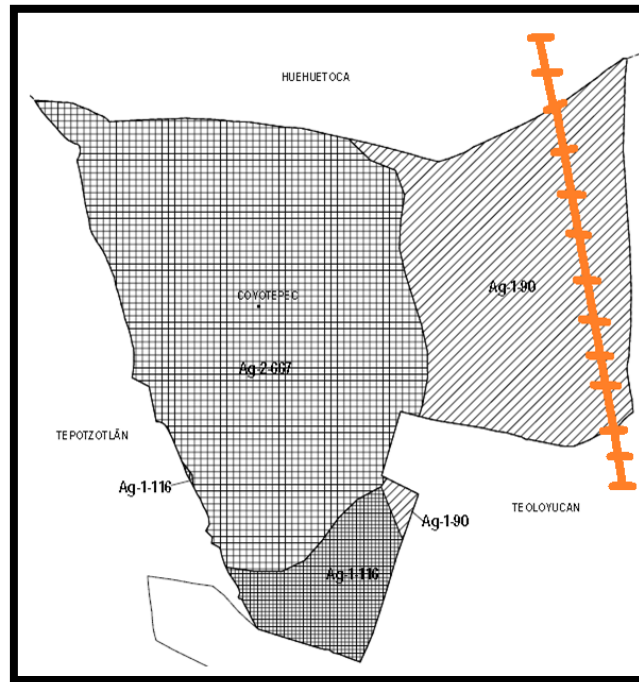 HUEHUETOCA
Ag-1-90
COYOTEPEC
Ag-2-667
TEPOTZOTLÁN
Ag-1-116
TEOLOYUCAN
Ag-1-90
Ag-1-116